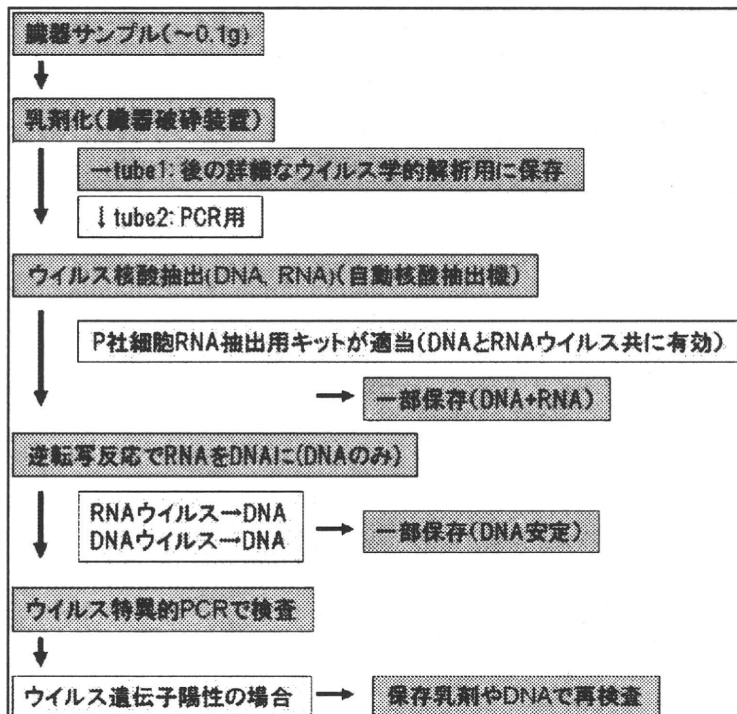 臓器サンプル(～0.1g)
乳剤化(臓器破砕装置)
→tube1: 後の詳細なウイルス学的解析用に保存
↓tube2: PCR用
ウイルス核酸抽出(DNA, RNA)(自動核酸抽出機)
P社細胞RNA抽出用キットが適当(DNAとRNAウイルス共に有効)
→ 一部保存(DNA+RNA)
逆転写反応でRNAをDNAに(DNAのみ)
RNAウイルス→DNA
DNAウイルス→DNA
→ 一部保存(DNA安定)
ウイルス特異的PCRで検査
ウイルス遺伝子陽性の場合 → 保存乳剤やDNAで再検査